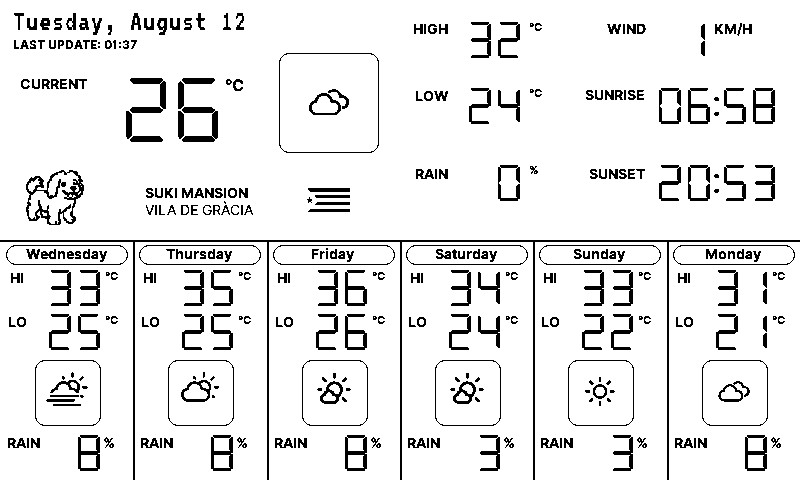 Tuesday, August 12
LAST UPDATE: 01:37
CURRENT 26 °C
HIGH 32 °C
LOW 24 °C
RAIN 0 %
WIND 1 KM/H
SUNRISE 06:58
SUNSET 20:53
SUKI MANSION
VILA DE GRÀCIA
Wednesday
HI 33 °C
LO 25 °C
RAIN 8 %
Thursday
HI 35 °C
LO 25 °C
RAIN 8 %
Friday
HI 36 °C
LO 26 °C
RAIN 8 %
Saturday
HI 34 °C
LO 24 °C
RAIN 3 %
Sunday
HI 33 °C
LO 22 °C
RAIN 3 %
Monday
HI 31 °C
LO 21 °C
RAIN 8 %